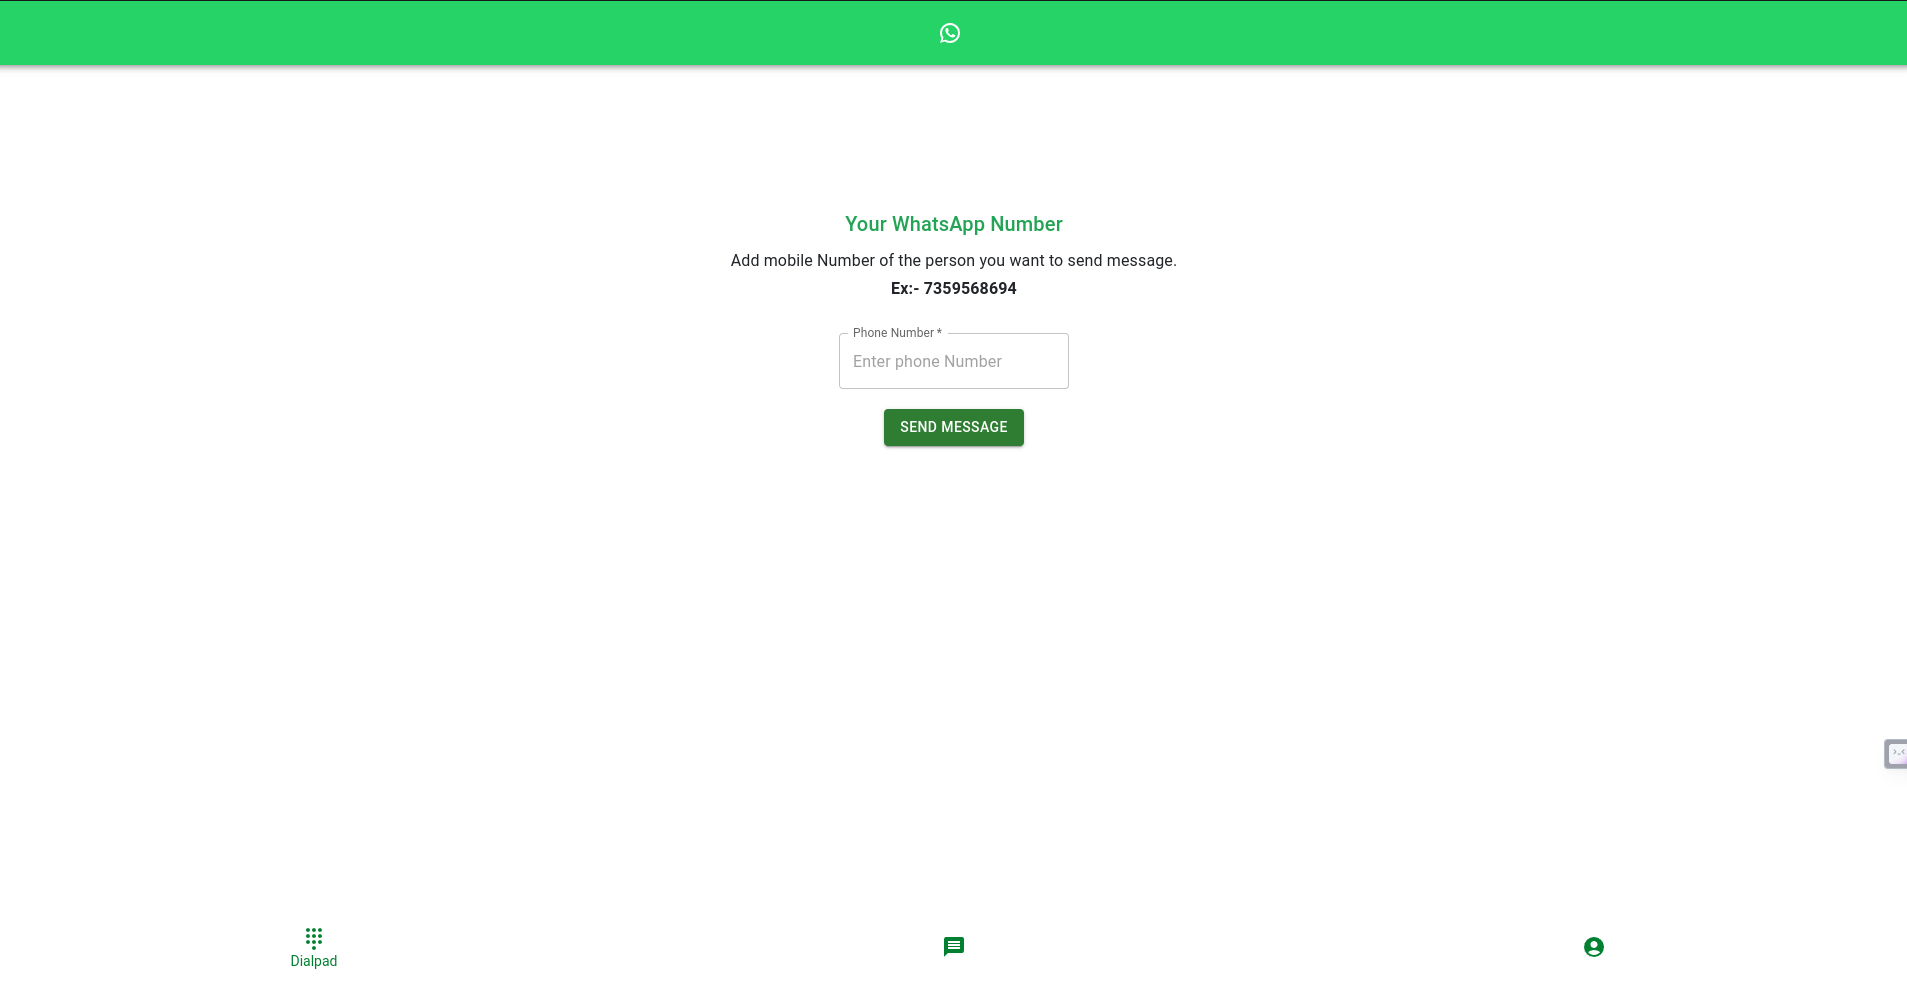 Your WhatsApp Number
Add mobile Number of the person you want to send message.
Ex:- 7359568694
Phone Number *
Enter phone Number
SEND MESSAGE
Dialpad